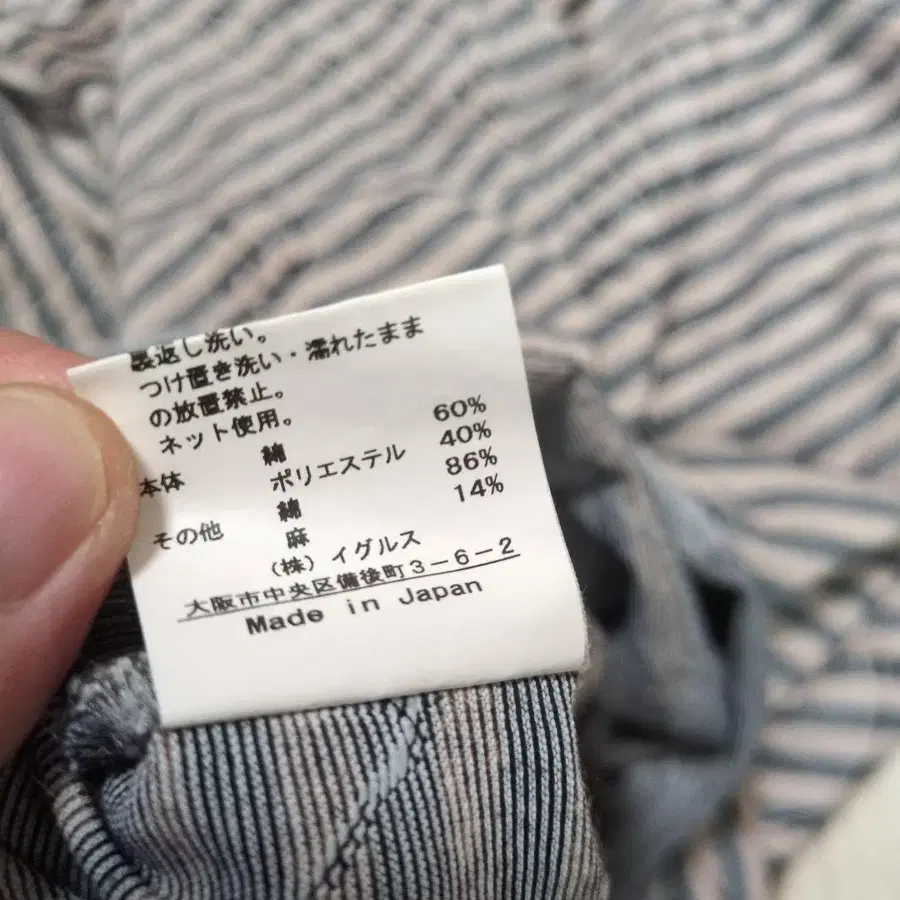 裏返し洗い。
つけ置き洗い・濡れたまま
の放置禁止。
ネット使用。
本体 綿 60%
ポリエステル 40%
その他 綿 86%
麻 14%
(株)イグルス
大阪市中央区備後町3-6-2
Made in Japan